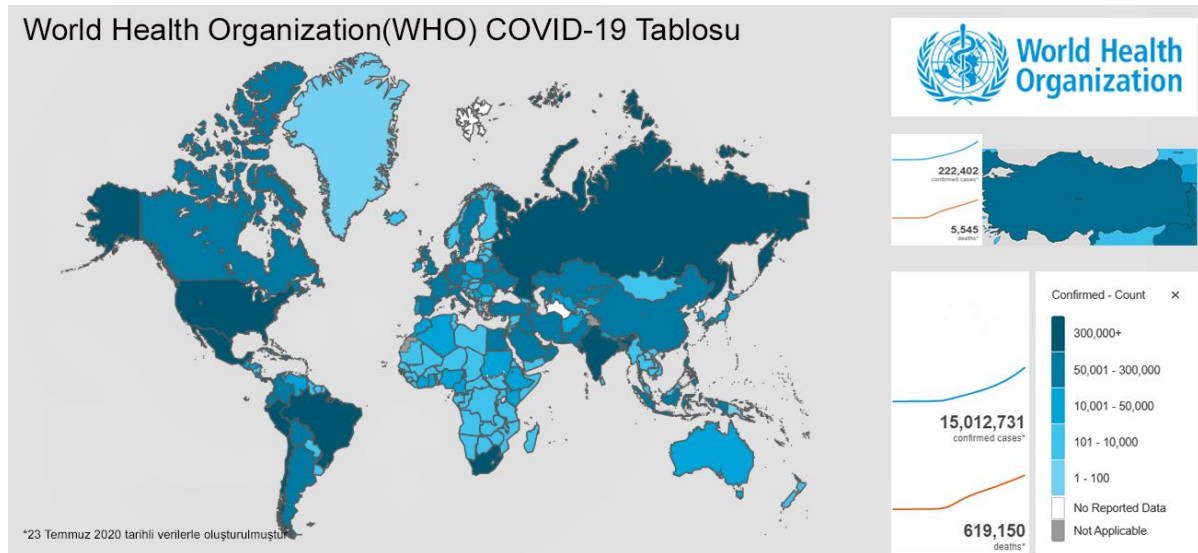 World Health Organization(WHO) COVID-19 Tablosu
World Health
Organization
222,402
confirmed cases*
5,545
deaths*
Confirmed - Count ×
300,000+
50,001 - 300,000
10,001 - 50,000
101 - 10,000
1 - 100
No Reported Data
Not Applicable
15,012,731
confirmed cases*
619,150
deaths*
*23 Temmuz 2020 tarihli verilerle oluşturulmuştur